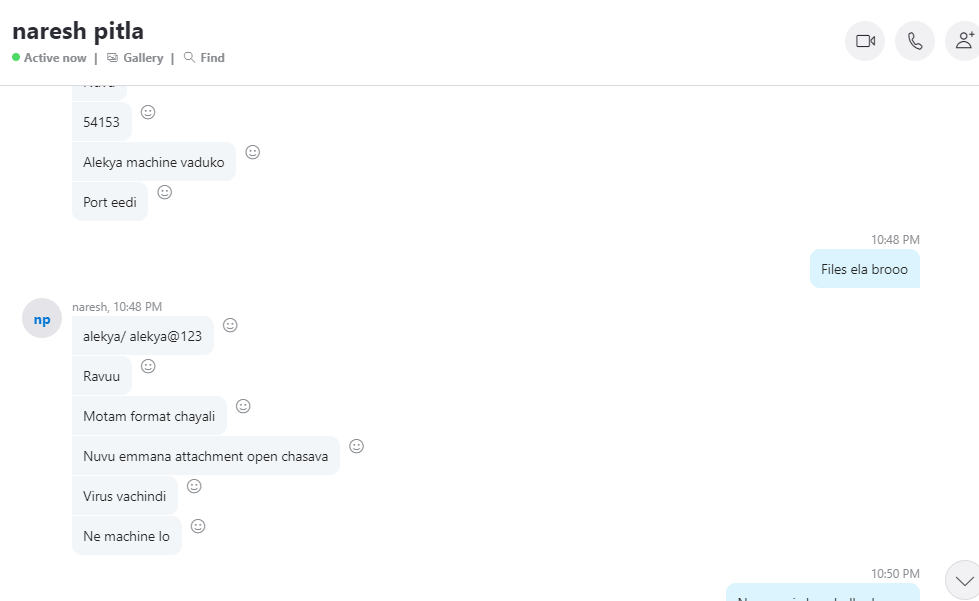 naresh pitla
Active now | Gallery | Find
54153
Alekya machine vaduko
Port eedi
10:48 PM
Files ela brooo
np
naresh, 10:48 PM
alekya/ alekya@123
Ravuu
Motam format chayali
Nuvu emmana attachment open chasava
Virus vachindi
Ne machine lo
10:50 PM